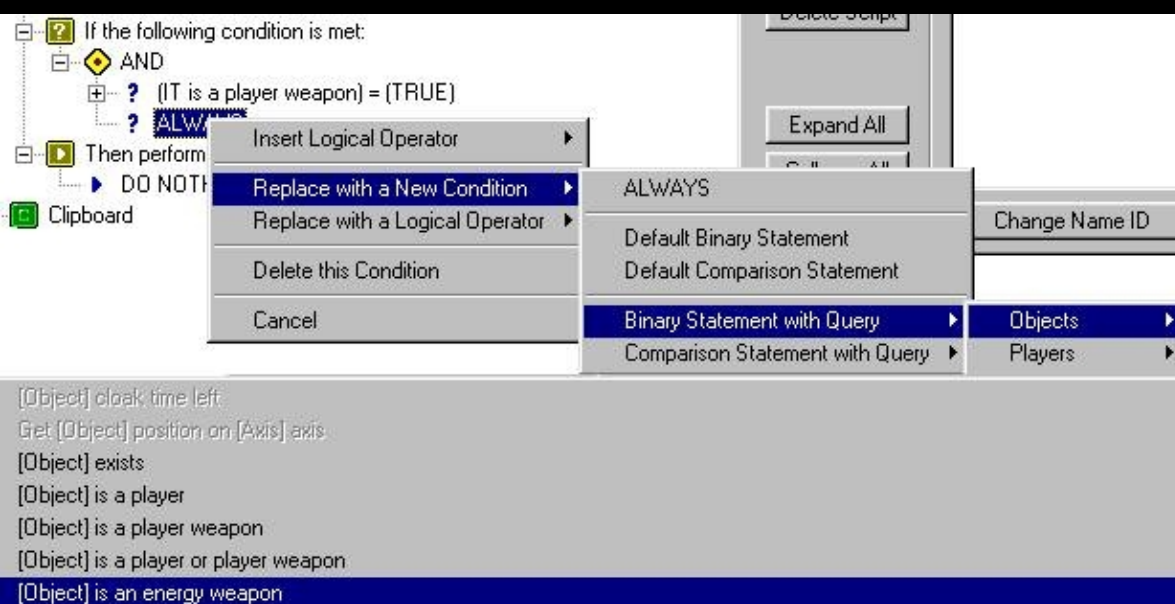 If the following condition is met:
AND
(IT is a player weapon) = (TRUE)
Then perform
Clipboard
Insert Logical Operator
Replace with a New Condition
Replace with a Logical Operator
Delete this Condition
Cancel
ALWAYS
Default Binary Statement
Default Comparison Statement
Binary Statement with Query
Comparison Statement with Query
Objects
Players
Delete Script
Expand All
Change Name ID
[Object] cloak time left
Get [Object] position on [Axis] axis
[Object] exists
[Object] is a player
[Object] is a player weapon
[Object] is a player or player weapon
[Object] is an energy weapon